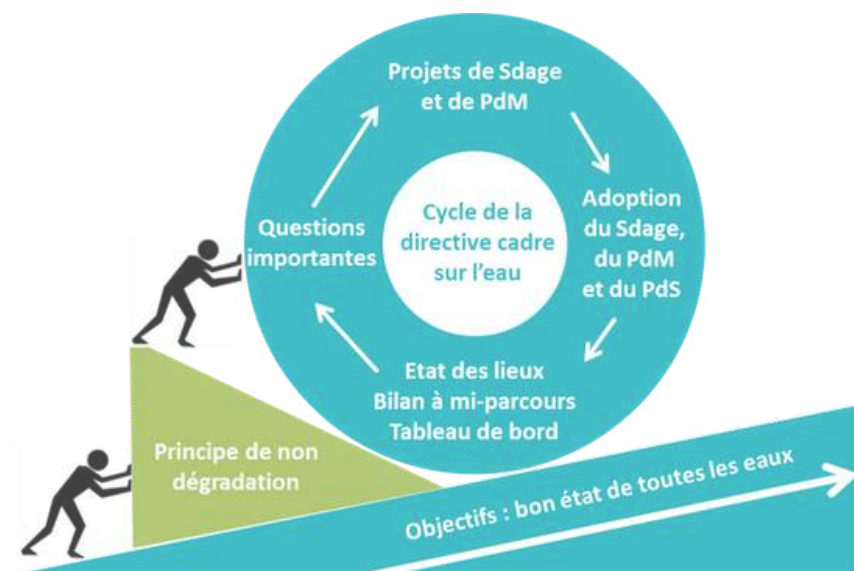 Projets de Sdage
et de PdM
Adoption
du Sdage,
du PdM
et du PdS
Etat des lieux
Bilan à mi-parcours
Tableau de bord
Questions
importantes
Cycle de la
directive cadre
sur l'eau
Principe de non
dégradation
Objectifs : bon état de toutes les eaux